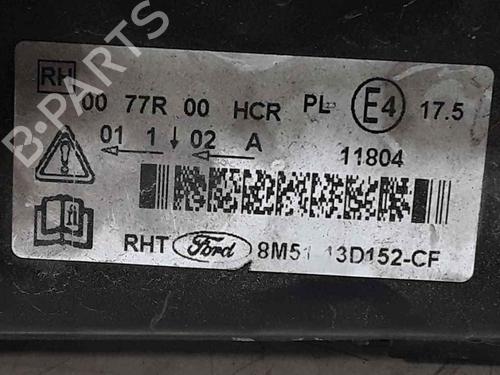 RH
00 77R 00 HCR PL E4 17.5
01 1 ↓ 02 A
11804
RHT Ford 8M51 13D152-CF
B-PARTS